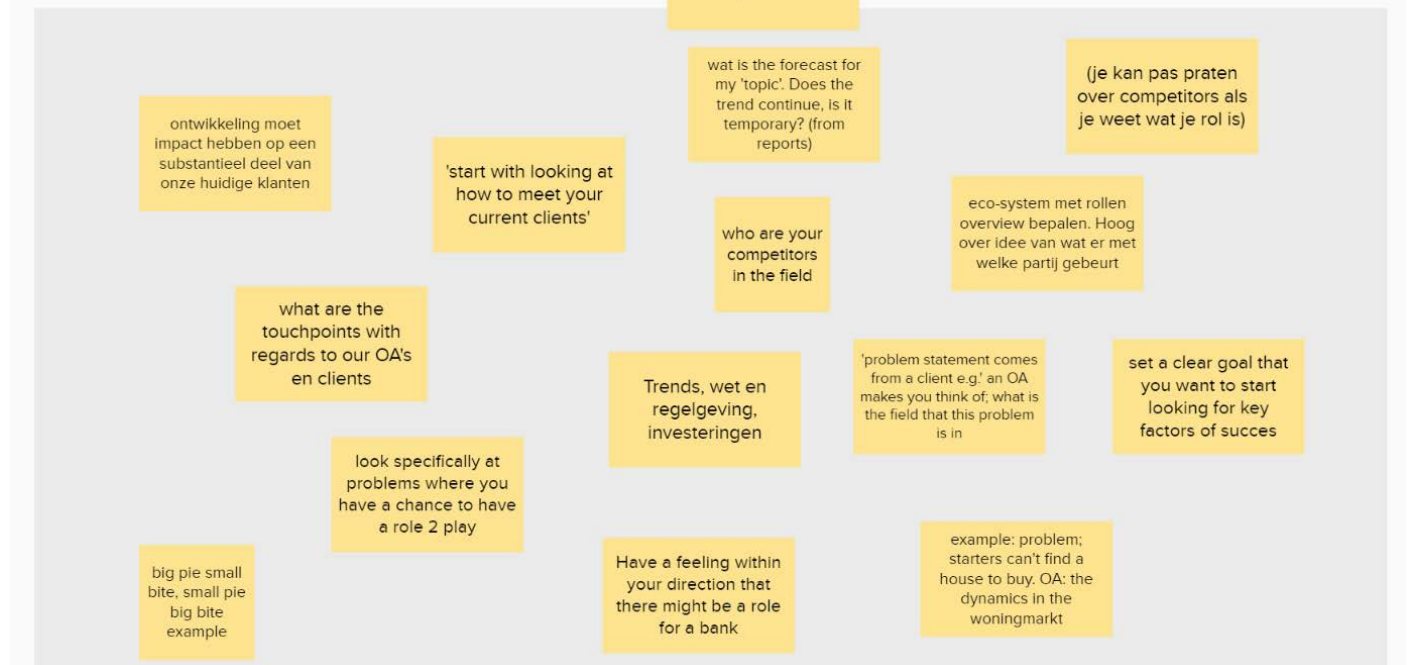 wat is the forecast for
my 'topic'. Does the
trend continue, is it
temporary? (from
reports)
(je kan pas praten
over competitors als
je weet wat je rol is)
ontwikkeling moet
impact hebben op een
substantieel deel van
onze huidige klanten
'start with looking at
how to meet your
current clients'
eco-system met rollen
overview bepalen. Hoog
over idee van wat er met
welke partij gebeurt
who are your
competitors
in the field
what are the
touchpoints with
regards to our OA's
en clients
Trends, wet en
regelgeving,
investeringen
'problem statement comes
from a client e.g.' an OA
makes you think of; what is
the field that this problem
is in
set a clear goal that
you want to start
looking for key
factors of succes
look specifically at
problems where you
have a chance to have
a role 2 play
big pie small
bite, small pie
big bite
example
Have a feeling within
your direction that
there might be a role
for a bank
example: problem;
starters can't find a
house to buy. OA: the
dynamics in the
woningmarkt